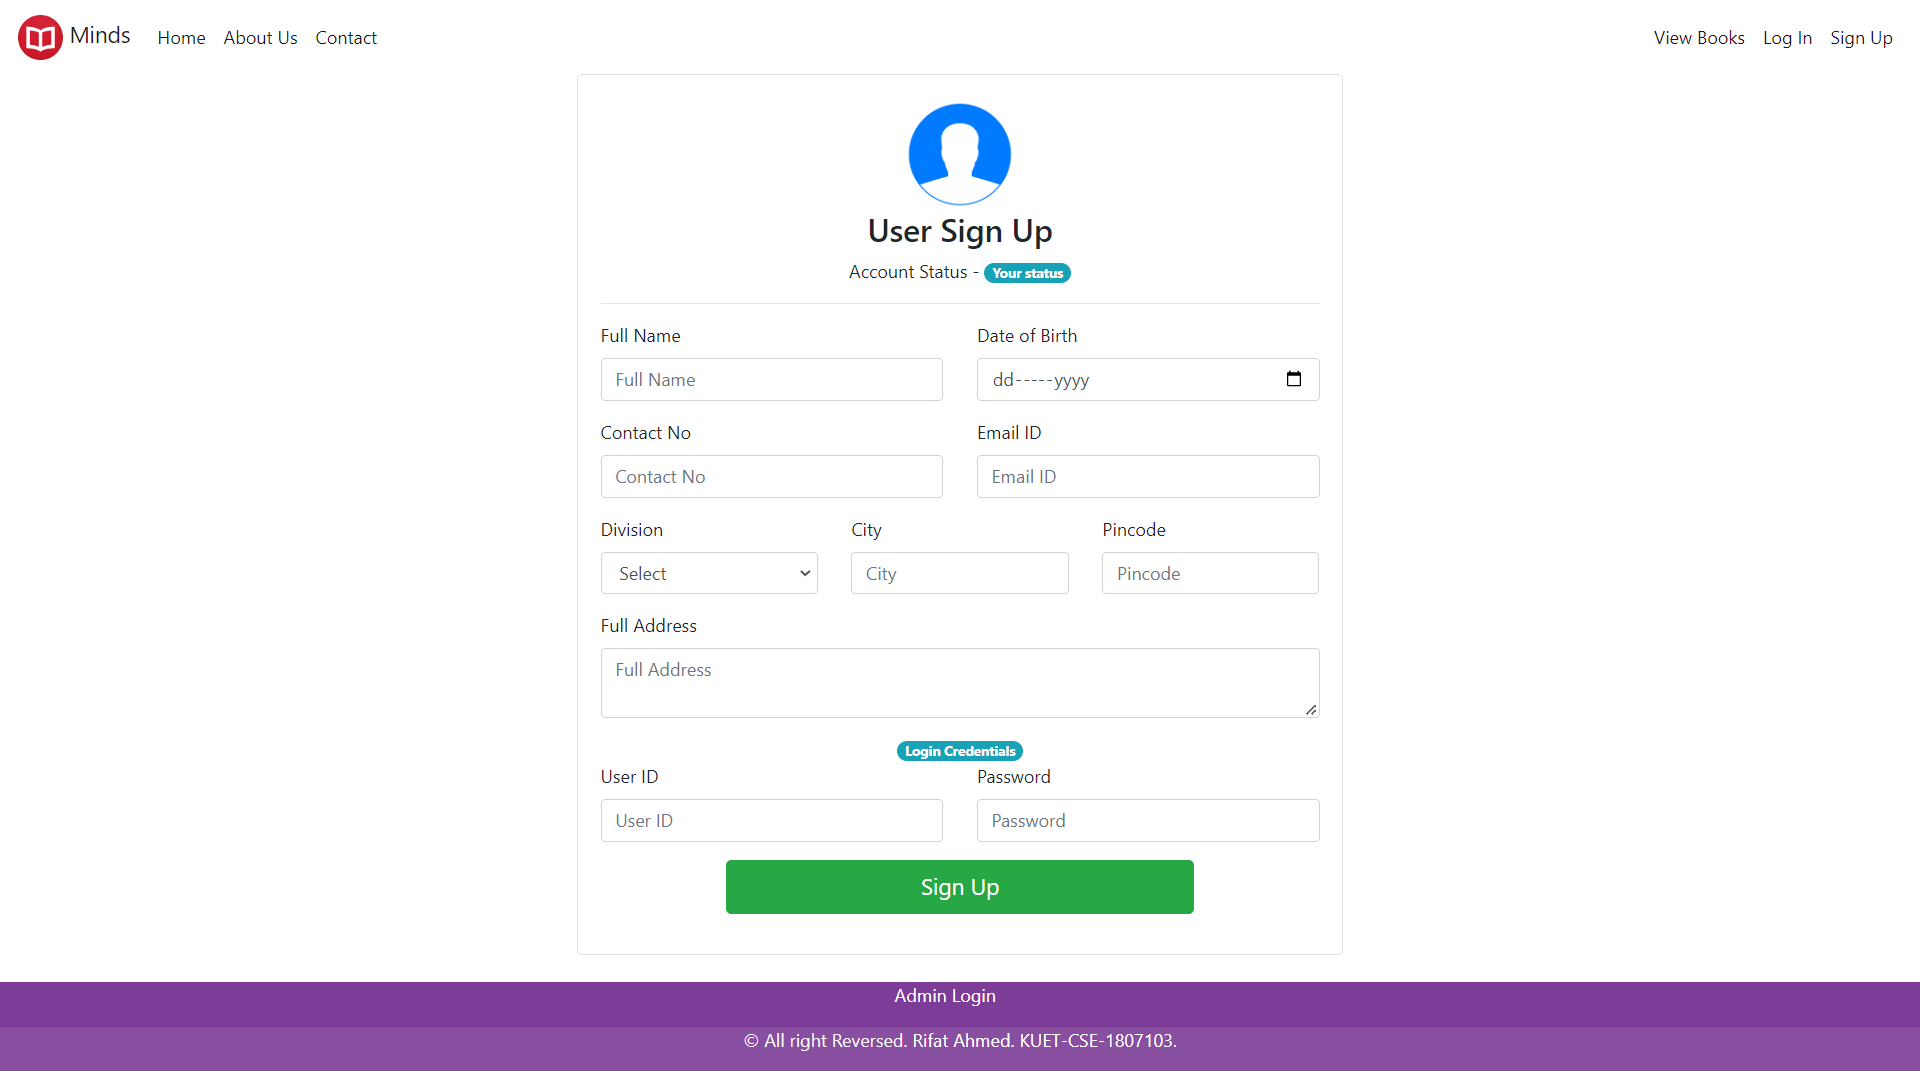 Minds Home About Us Contact View Books Log In Sign Up
User Sign Up
Account Status - Your status
Full Name Date of Birth
Full Name dd-----yyyy
Contact No Email ID
Contact No Email ID
Division City Pincode
Select City Pincode
Full Address
Full Address
Login Credentials
User ID Password
User ID Password
Sign Up
Admin Login
© All right Reversed. Rifat Ahmed. KUET-CSE-1807103.